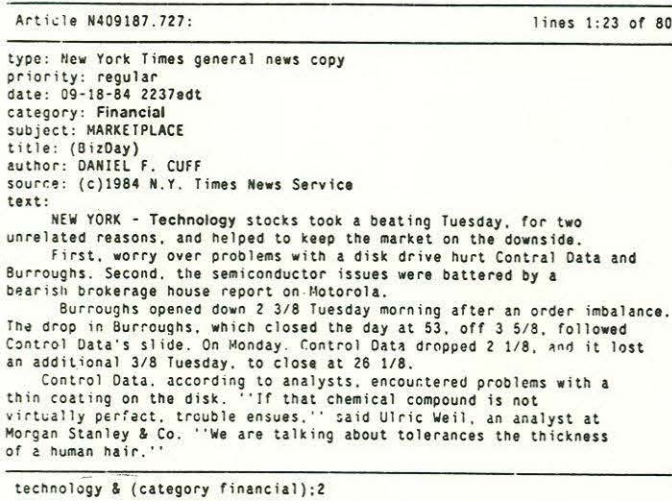 Article N409187.727: lines 1:23 of 80
type: New York Times general news copy
priority: regular
date: 09-18-84 2237edt
category: Financial
subject: MARKETPLACE
title: (BizDay)
author: DANIEL F. CUFF
source: (c)1984 N.Y. Times News Service
text:
NEW YORK - Technology stocks took a beating Tuesday, for two
unrelated reasons, and helped to keep the market on the downside.
First, worry over problems with a disk drive hurt Contral Data and
Burroughs. Second, the semiconductor issues were battered by a
bearish brokerage house report on Motorola.
Burroughs opened down 2 3/8 Tuesday morning after an order imbalance.
The drop in Burroughs, which closed the day at 53, off 3 5/8, followed
Control Data's slide. On Monday, Control Data dropped 2 1/8, and it lost
an additional 3/8 Tuesday, to close at 26 1/8.
Control Data, according to analysts, encountered problems with a
thin coating on the disk. ''If that chemical compound is not
virtually perfect, trouble ensues,'' said Ulric Weil, an analyst at
Morgan Stanley & Co. ''We are talking about tolerances the thickness
of a human hair.''
technology & (category financial);2